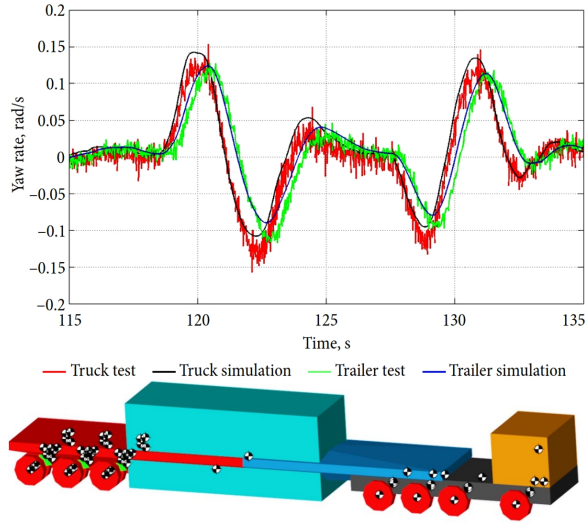 0.2
0.15
0.1
0.05
0
−0.05
−0.1
−0.15
−0.2
Yaw rate, rad/s
115 120 125 130 135
Time, s
Truck test Truck simulation Trailer test Trailer simulation